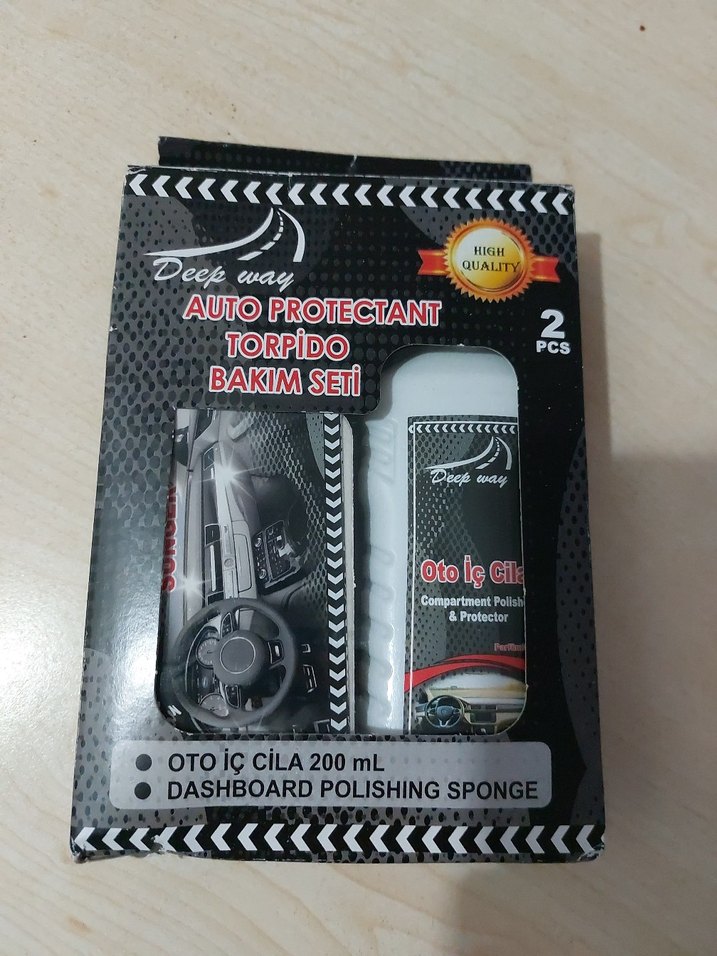 Deep way
HIGH
QUALITY
AUTO PROTECTANT
TORPİDO
BAKIM SETİ
2
PCS
Deep way
Oto İç Cila
Compartment Polish
& Protector
OTO İÇ CİLA 200 mL
DASHBOARD POLISHING SPONGE